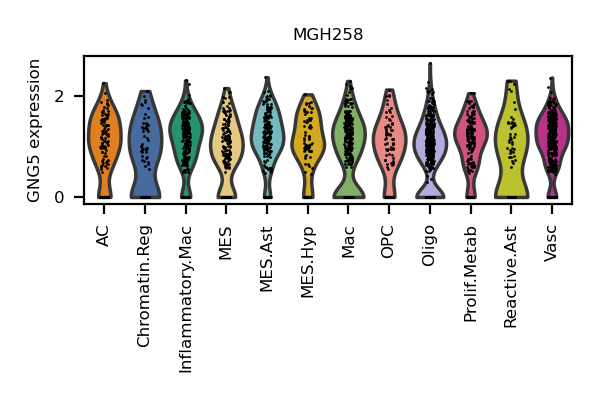 MGH258
GNG5 expression
2
0
AC
Chromatin.Reg
Inflammatory.Mac
MES
MES.Ast
MES.Hyp
Mac
OPC
Oligo
Prolif.Metab
Reactive.Ast
Vasc